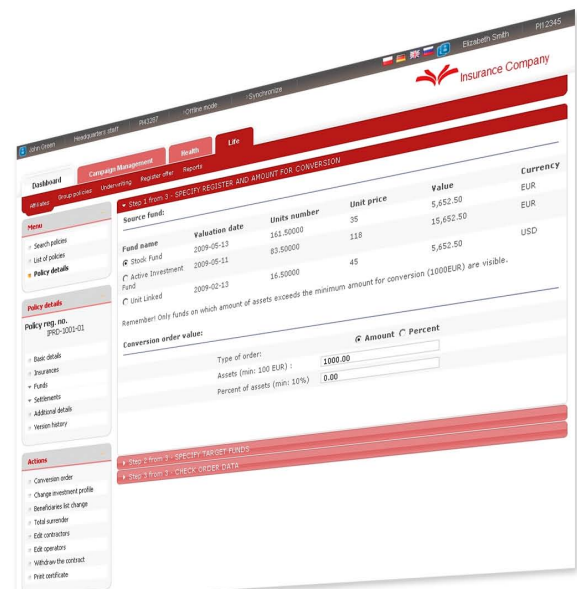 John Green Headquarters staff PH3287 Offline mode Synchronize Elizabeth Smith PH12345
Insurance Company
Dashboard Campaign Management Health Life
Affiliates Group policies Underwriting Register offer Reports
Menu
Search policies
List of policies
Policy details
Policy details
Policy reg. no.
IPRD-1001-01
Basic details
Insurances
Funds
Settlements
Additional details
Version history
Actions
Conversion order
Change investment profile
Beneficiaries list change
Total surrender
Edit contractors
Edit operators
Withdraw the contract
Print certificate
Step 1 from 3 - SPECIFY REGISTER AND AMOUNT FOR CONVERSION
Source fund:
Fund name Valuation date Units number Unit price Value Currency
Stock Fund 2009-05-13 161.50000 35 5,652.50 EUR
Active Investment Fund 2009-05-11 83.50000 118 15,652.50 EUR
Unit Linked 2009-02-13 16.50000 45 5,652.50 USD
Remember! Only funds on which amount of assets exceeds the minimum amount for conversion (1000EUR) are visible.
Conversion order value:
Type of order: Amount Percent
Assets (min: 100 EUR) : 1000.00
Percent of assets (min: 10%) 0.00
Step 2 from 3 - SPECIFY TARGET FUNDS
Step 3 from 3 - CHECK ORDER DATA